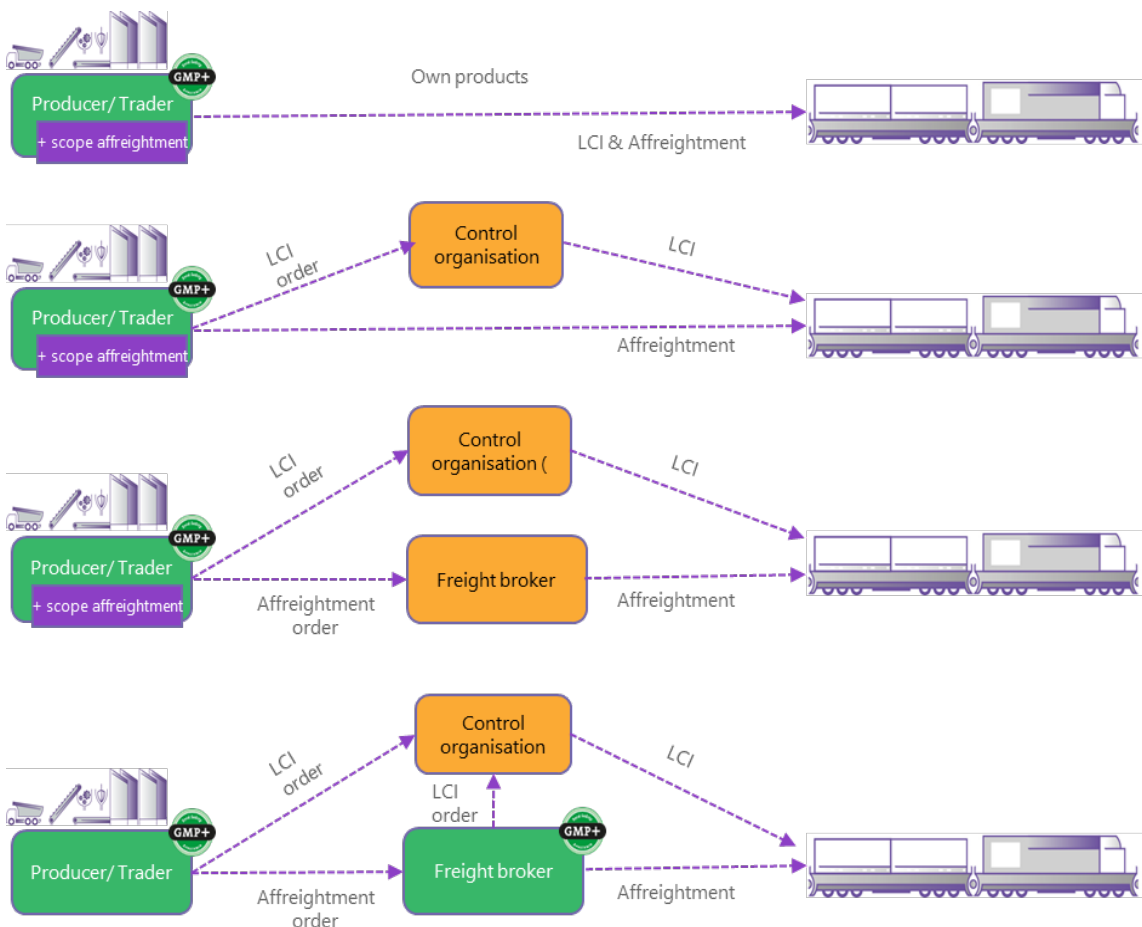 Own products
GMP+
Producer/ Trader
+ scope affreightment
LCI & Affreightment
Control
organisation
LCI
order
LCI
GMP+
Producer/ Trader
+ scope affreightment
Affreightment
Control
organisation (
LCI
order
LCI
GMP+
Producer/ Trader
+ scope affreightment
Freight broker
Affreightment
order
Affreightment
Control
organisation
LCI
order
LCI
LCI
order
GMP+
GMP+
Producer/ Trader
Freight broker
Affreightment
order
Affreightment